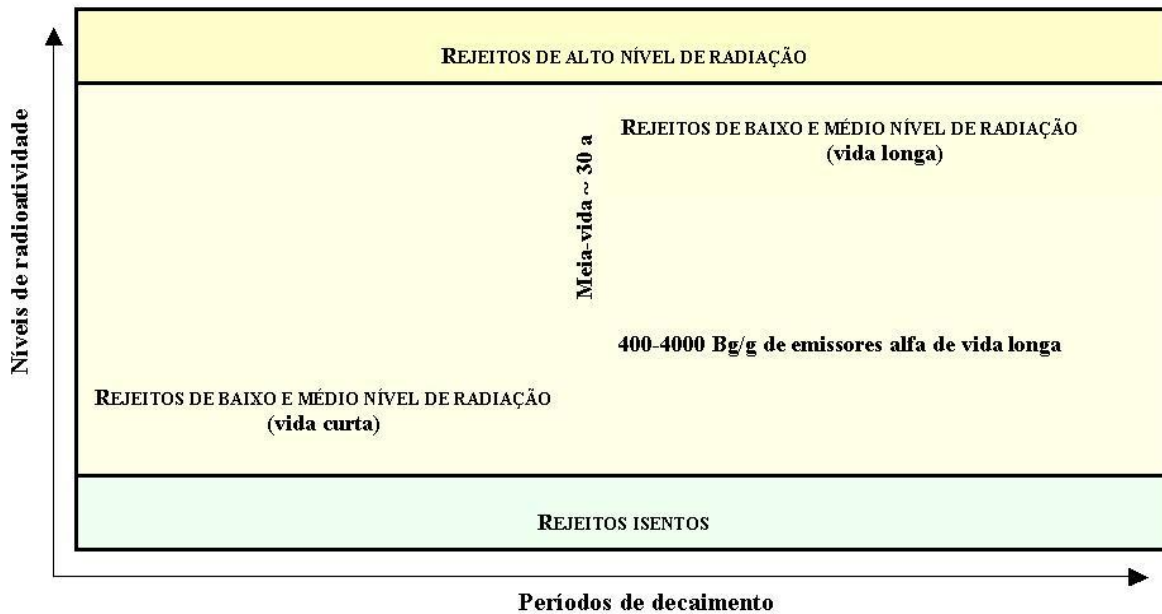 REJEITOS DE ALTO NÍVEL DE RADIAÇÃO
Níveis de radioatividade
Meia-vida ~ 30 a
REJEITOS DE BAIXO E MÉDIO NÍVEL DE RADIAÇÃO
(vida longa)
400-4000 Bg/g de emissores alfa de vida longa
REJEITOS DE BAIXO E MÉDIO NÍVEL DE RADIAÇÃO
(vida curta)
REJEITOS ISENTOS
Períodos de decaimento